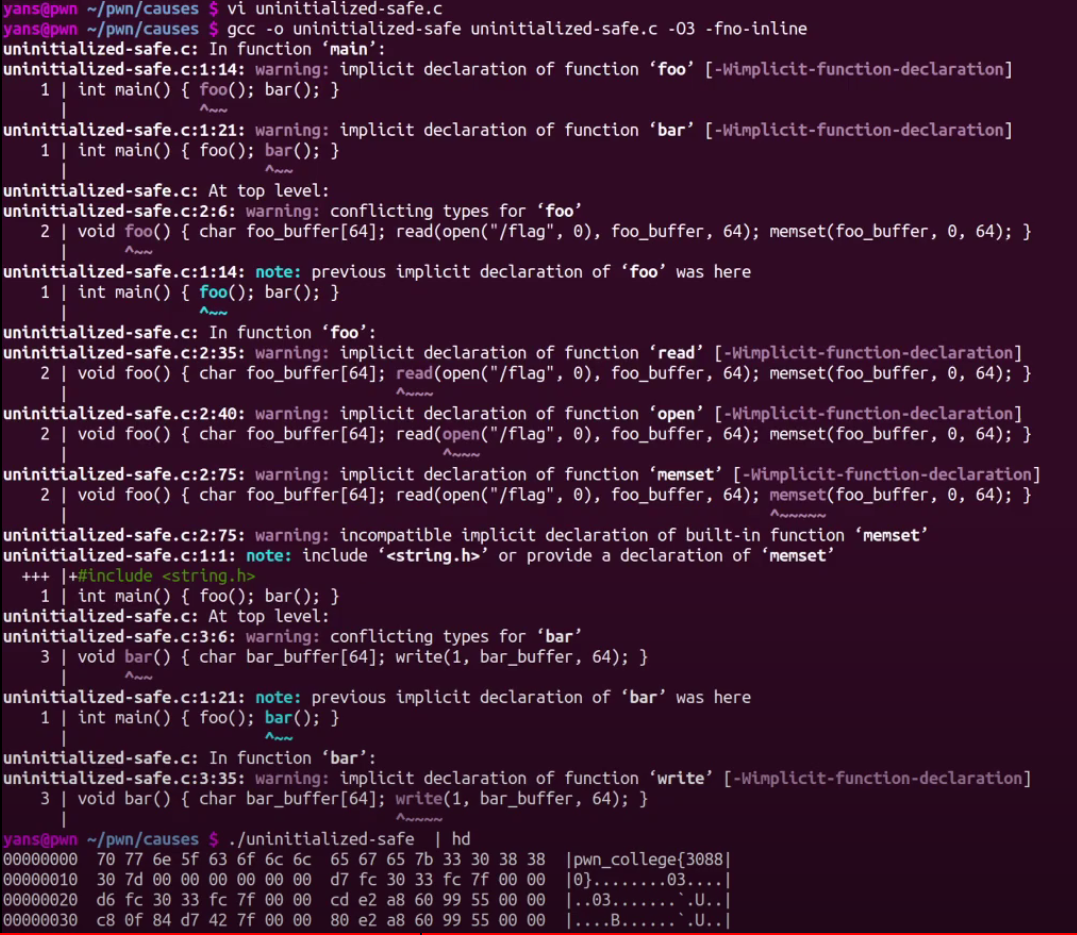 yans@pwn ~/pwn/causes $ vi uninitialized-safe.c
yans@pwn ~/pwn/causes $ gcc -o uninitialized-safe uninitialized-safe.c -O3 -fno-inline
uninitialized-safe.c: In function ‘main’:
uninitialized-safe.c:1:14: warning: implicit declaration of function ‘foo’ [-Wimplicit-function-declaration]
    1 | int main() { foo(); bar(); }
      |              ^~~
uninitialized-safe.c:1:21: warning: implicit declaration of function ‘bar’ [-Wimplicit-function-declaration]
    1 | int main() { foo(); bar(); }
      |                     ^~~
uninitialized-safe.c: At top level:
uninitialized-safe.c:2:6: warning: conflicting types for ‘foo’
    2 | void foo() { char foo_buffer[64]; read(open("/flag", 0), foo_buffer, 64); memset(foo_buffer, 0, 64); }
      |      ^~~
uninitialized-safe.c:1:14: note: previous implicit declaration of ‘foo’ was here
    1 | int main() { foo(); bar(); }
      |              ^~~
uninitialized-safe.c: In function ‘foo’:
uninitialized-safe.c:2:35: warning: implicit declaration of function ‘read’ [-Wimplicit-function-declaration]
    2 | void foo() { char foo_buffer[64]; read(open("/flag", 0), foo_buffer, 64); memset(foo_buffer, 0, 64); }
      |                                   ^~~~
uninitialized-safe.c:2:40: warning: implicit declaration of function ‘open’ [-Wimplicit-function-declaration]
    2 | void foo() { char foo_buffer[64]; read(open("/flag", 0), foo_buffer, 64); memset(foo_buffer, 0, 64); }
      |                                        ^~~~
uninitialized-safe.c:2:75: warning: implicit declaration of function ‘memset’ [-Wimplicit-function-declaration]
    2 | void foo() { char foo_buffer[64]; read(open("/flag", 0), foo_buffer, 64); memset(foo_buffer, 0, 64); }
      |                                                                           ^~~~~~
uninitialized-safe.c:2:75: warning: incompatible implicit declaration of built-in function ‘memset’
uninitialized-safe.c:1:1: note: include ‘<string.h>’ or provide a declaration of ‘memset’
  +++ |+#include <string.h>
    1 | int main() { foo(); bar(); }
uninitialized-safe.c: At top level:
uninitialized-safe.c:3:6: warning: conflicting types for ‘bar’
    3 | void bar() { char bar_buffer[64]; write(1, bar_buffer, 64); }
      |      ^~~
uninitialized-safe.c:1:21: note: previous implicit declaration of ‘bar’ was here
    1 | int main() { foo(); bar(); }
      |                     ^~~
uninitialized-safe.c: In function ‘bar’:
uninitialized-safe.c:3:35: warning: implicit declaration of function ‘write’ [-Wimplicit-function-declaration]
    3 | void bar() { char bar_buffer[64]; write(1, bar_buffer, 64); }
      |                                   ^~~~~
yans@pwn ~/pwn/causes $ ./uninitialized-safe  | hd
00000000  70 77 6e 5f 63 6f 6c 6c  65 67 65 7b 33 30 38 38  |pwn_college{3088|
00000010  30 7d 00 00 00 00 00 00  d7 fc 30 33 fc 7f 00 00  |0}........03....|
00000020  d6 fc 30 33 fc 7f 00 00  cd e2 a8 60 99 55 00 00  |..03.......`.U..|
00000030  c8 0f 84 d7 42 7f 00 00  80 e2 a8 60 99 55 00 00  |....B......`.U..|